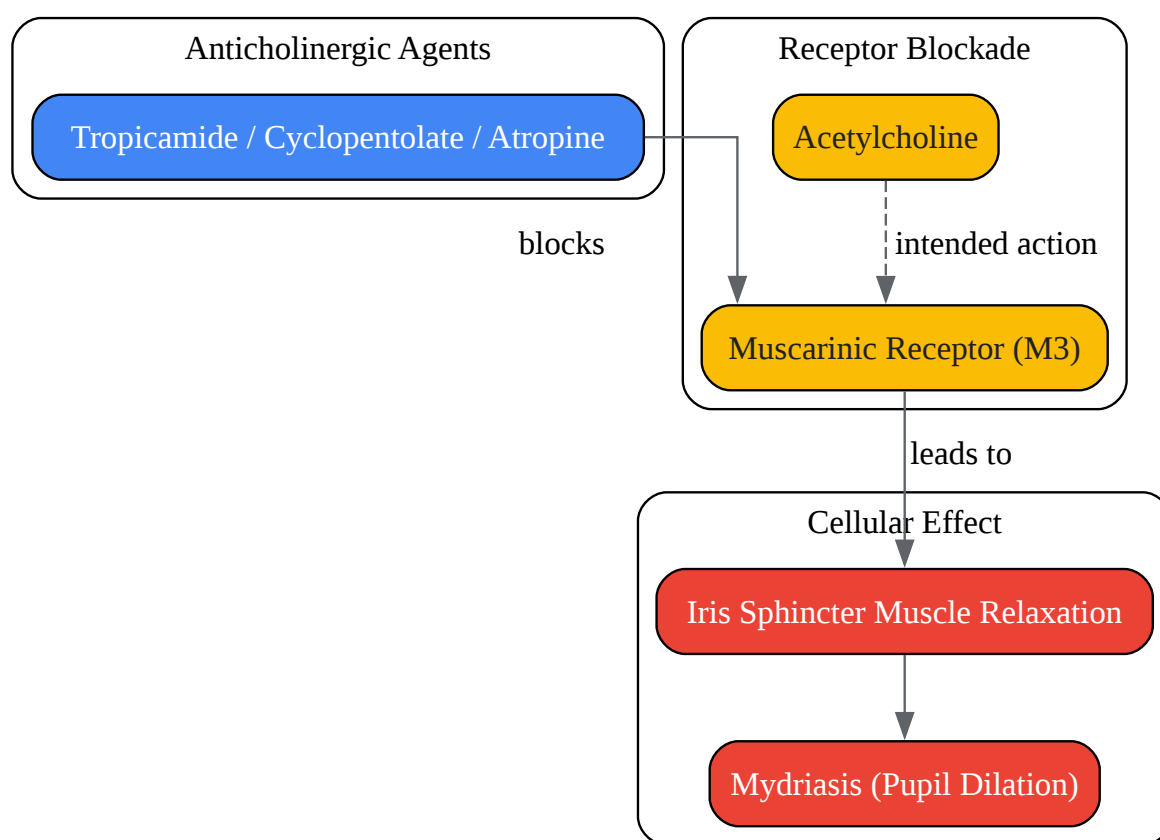 Anticholinergic Agents
Tropicamide / Cyclopentolate / Atropine
blocks
Receptor Blockade
Acetylcholine
intended action
Muscarinic Receptor (M3)
leads to
Cellular Effect
Iris Sphincter Muscle Relaxation
Mydriasis (Pupil Dilation)